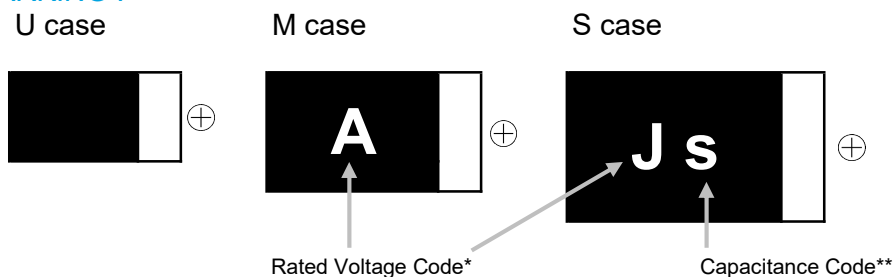 U case
M case
S case
A
J s
Rated Voltage Code*
Capacitance Code**